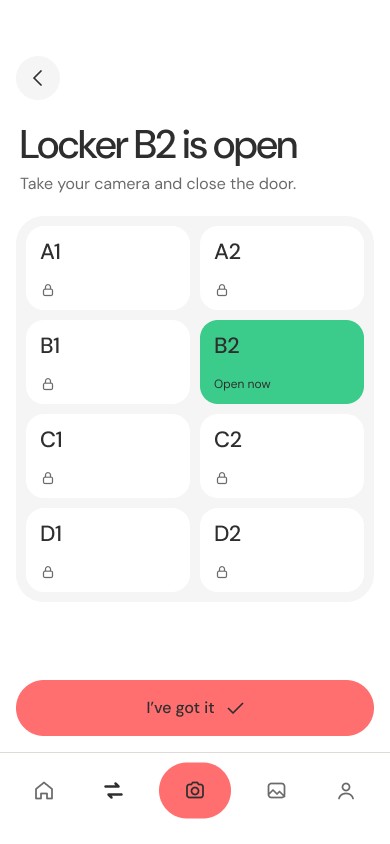 Locker B2 is open
Take your camera and close the door.
A1
A2
B1
B2
Open now
C1
C2
D1
D2
I've got it